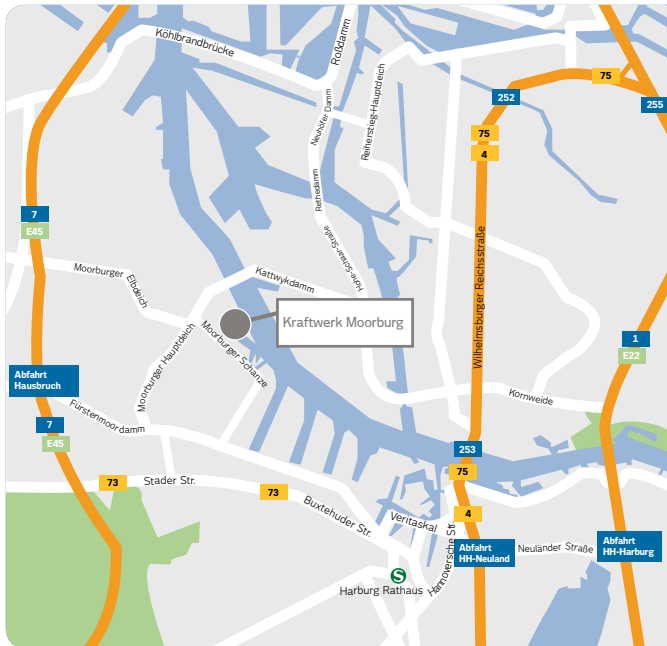 Köhlbrandbrücke
Roßdamm
75
252
255
Neuhöfer Damm
Reiherstieg-Hauptdeich
75
4
Rethedamm
7
E45
Hohe-Schaar-Straße
Wilhelmsburger Reichsstraße
Moorburger
Elbdeich
Kattwykdamm
Kraftwerk Moorburg
Moorburger Hauptdeich
Moorburger Schanze
1
E22
Abfahrt
Hausbruch
Kornweide
Fürstenmoordamm
7
E45
253
75
73
Stader Str.
73
Buxtehuder Str.
Veritaskai
4
Hannoversche Str.
Abfahrt
HH-Neuland
Neuländer Straße
Abfahrt
HH-Harburg
S
Harburg Rathaus